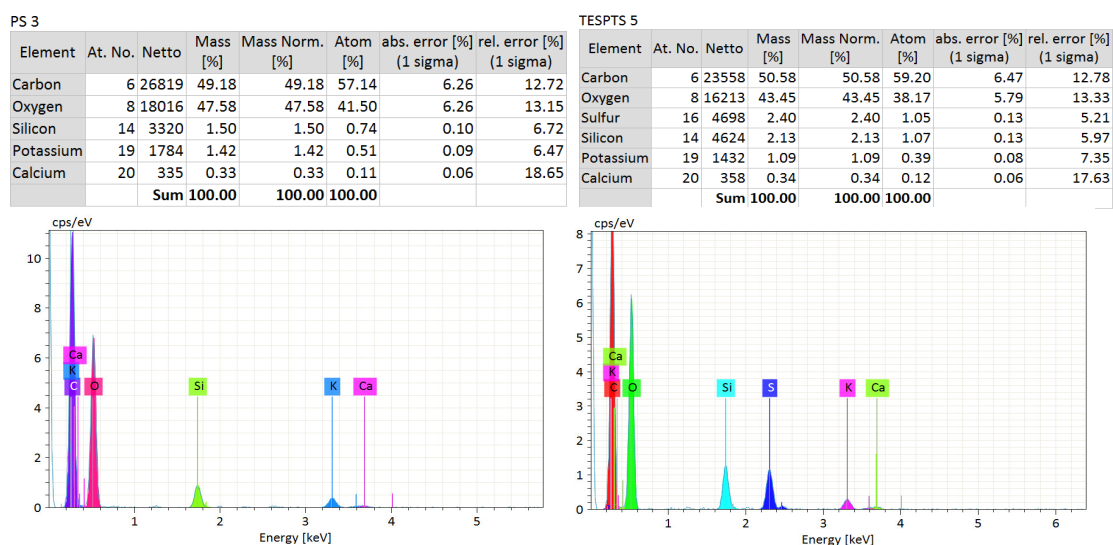 PS 3
Element At. No. Netto Mass [%] Mass Norm. [%] Atom [%] abs. error [%] (1 sigma) rel. error [%] (1 sigma)
Carbon 6 26819 49.18 49.18 57.14 6.26 12.72
Oxygen 8 18016 47.58 47.58 41.50 6.26 13.15
Silicon 14 3320 1.50 1.50 0.74 0.10 6.72
Potassium 19 1784 1.42 1.42 0.51 0.09 6.47
Calcium 20 335 0.33 0.33 0.11 0.06 18.65
Sum 100.00 100.00 100.00
TESPTS 5
Element At. No. Netto Mass [%] Mass Norm. [%] Atom [%] abs. error [%] (1 sigma) rel. error [%] (1 sigma)
Carbon 6 23558 50.58 50.58 59.20 6.47 12.78
Oxygen 8 16213 43.45 43.45 38.17 5.79 13.33
Sulfur 16 4698 2.40 2.40 1.05 0.13 5.21
Silicon 14 4624 2.13 2.13 1.07 0.13 5.97
Potassium 19 1432 1.09 1.09 0.39 0.08 7.35
Calcium 20 358 0.34 0.34 0.12 0.06 17.63
Sum 100.00 100.00 100.00
cps/eV
10
8
6
4
2
0
Ca
K
C O Si K Ca
1 2 3 4 5
Energy [keV]
cps/eV
8
7
6
5
4
3
2
1
0
Ca
K
C O Si S K Ca
1 2 3 4 5 6
Energy [keV]